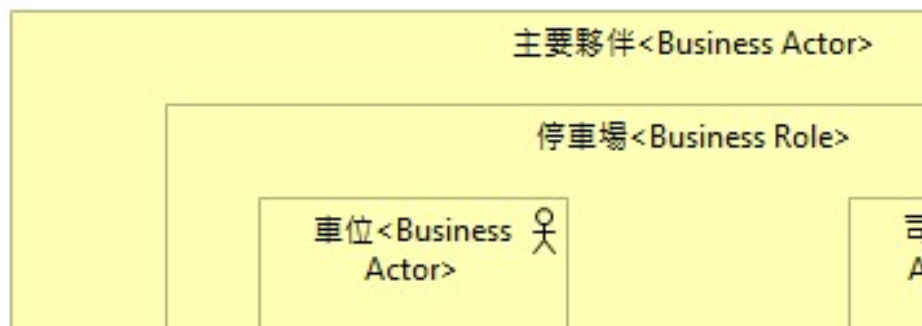 主要夥伴<Business Actor>
停車場<Business Role>
車位<Business
Actor>